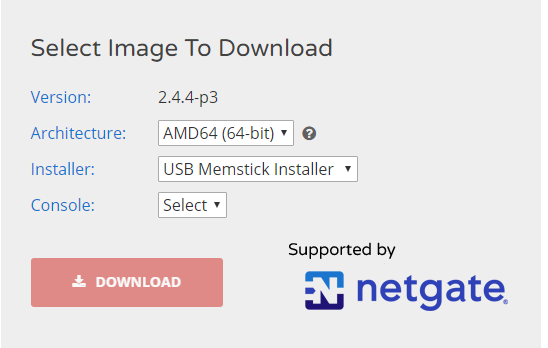 Select Image To Download
Version: 2.4.4-p3
Architecture: AMD64 (64-bit) ?
Installer: USB Memstick Installer
Console: Select
Supported by
DOWNLOAD
netgate®